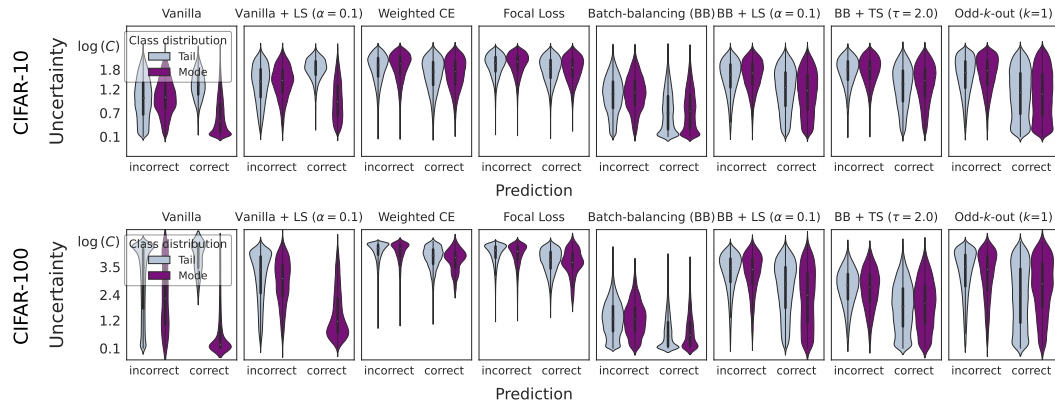 Vanilla
Vanilla + LS (α = 0.1)
Weighted CE
Focal Loss
Batch-balancing (BB)
BB + LS (α = 0.1)
BB + TS (τ = 2.0)
Odd-k-out (k=1)
CIFAR-10
Uncertainty
log(C)
1.8
1.2
0.7
0.1
Class distribution
Tail
Mode
incorrect correct
incorrect correct
incorrect correct
incorrect correct
incorrect correct
incorrect correct
incorrect correct
incorrect correct
Prediction
Vanilla
Vanilla + LS (α = 0.1)
Weighted CE
Focal Loss
Batch-balancing (BB)
BB + LS (α = 0.1)
BB + TS (τ = 2.0)
Odd-k-out (k=1)
CIFAR-100
Uncertainty
log(C)
3.5
2.4
1.2
0.1
Class distribution
Tail
Mode
incorrect correct
incorrect correct
incorrect correct
incorrect correct
incorrect correct
incorrect correct
incorrect correct
incorrect correct
Prediction